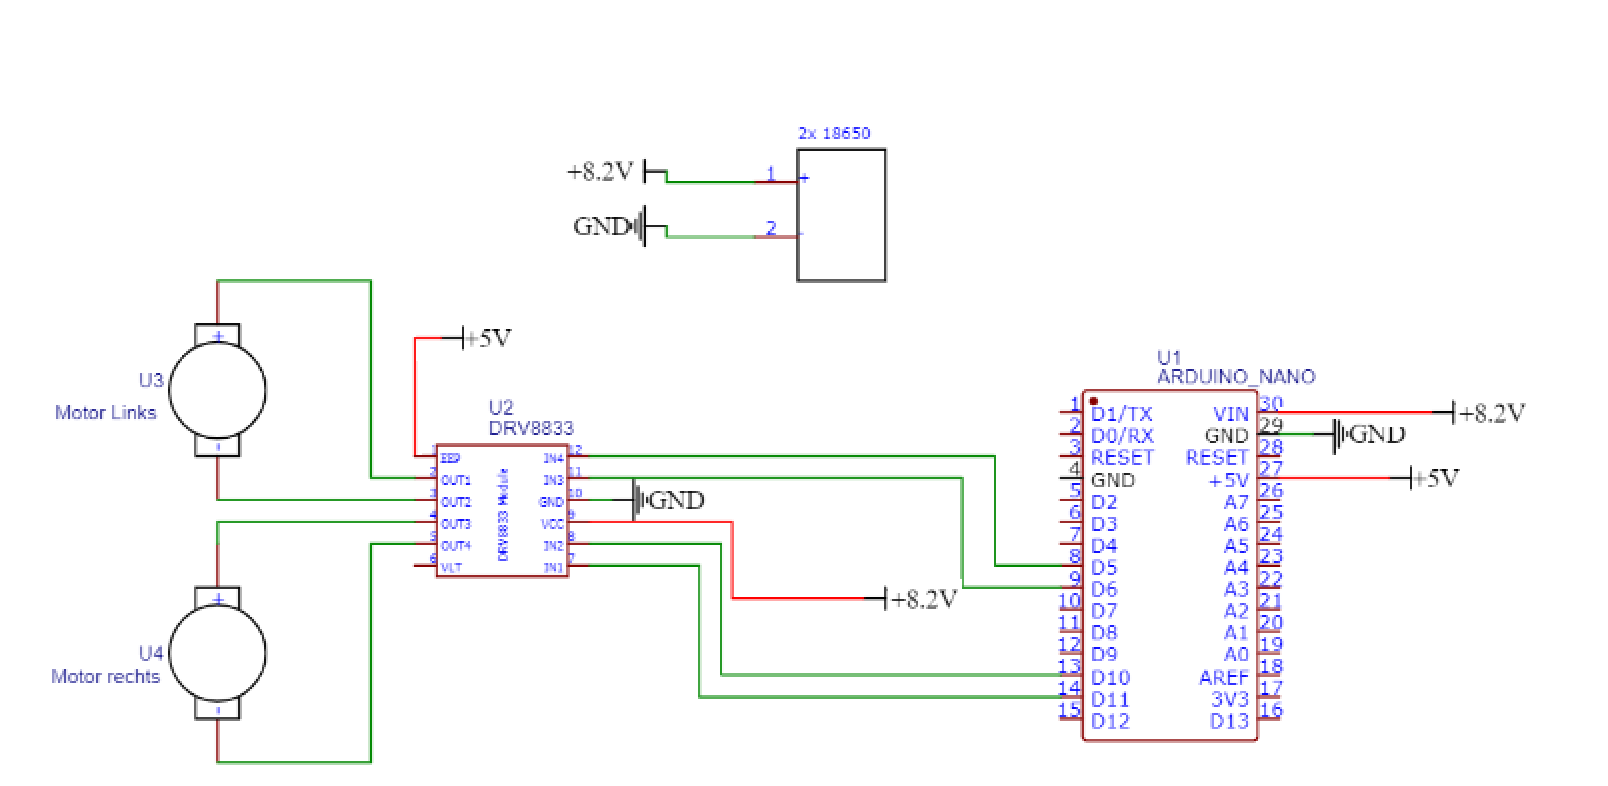 2x 18650
+8.2V
1
+
GND
2
-
+5V
U3
Motor Links
+
-
U2
DRV8833
1 EEP
2 OUT1
3 OUT2
4 OUT3
5 OUT4
6 VLT
DRV8833 Module
IN4 12
IN3 11
GND 10
VCC 9
IN2 8
IN1 7
GND
+8.2V
U4
Motor rechts
+
-
U1
ARDUINO_NANO
1 D1/TX
2 D0/RX
3 RESET
4 GND
5 D2
6 D3
7 D4
8 D5
9 D6
10 D7
11 D8
12 D9
13 D10
14 D11
15 D12
VIN 30
GND 29
RESET 28
+5V 27
A7 26
A6 25
A5 24
A4 23
A3 22
A2 21
A1 20
A0 19
AREF 18
3V3 17
D13 16
+8.2V
GND
+5V